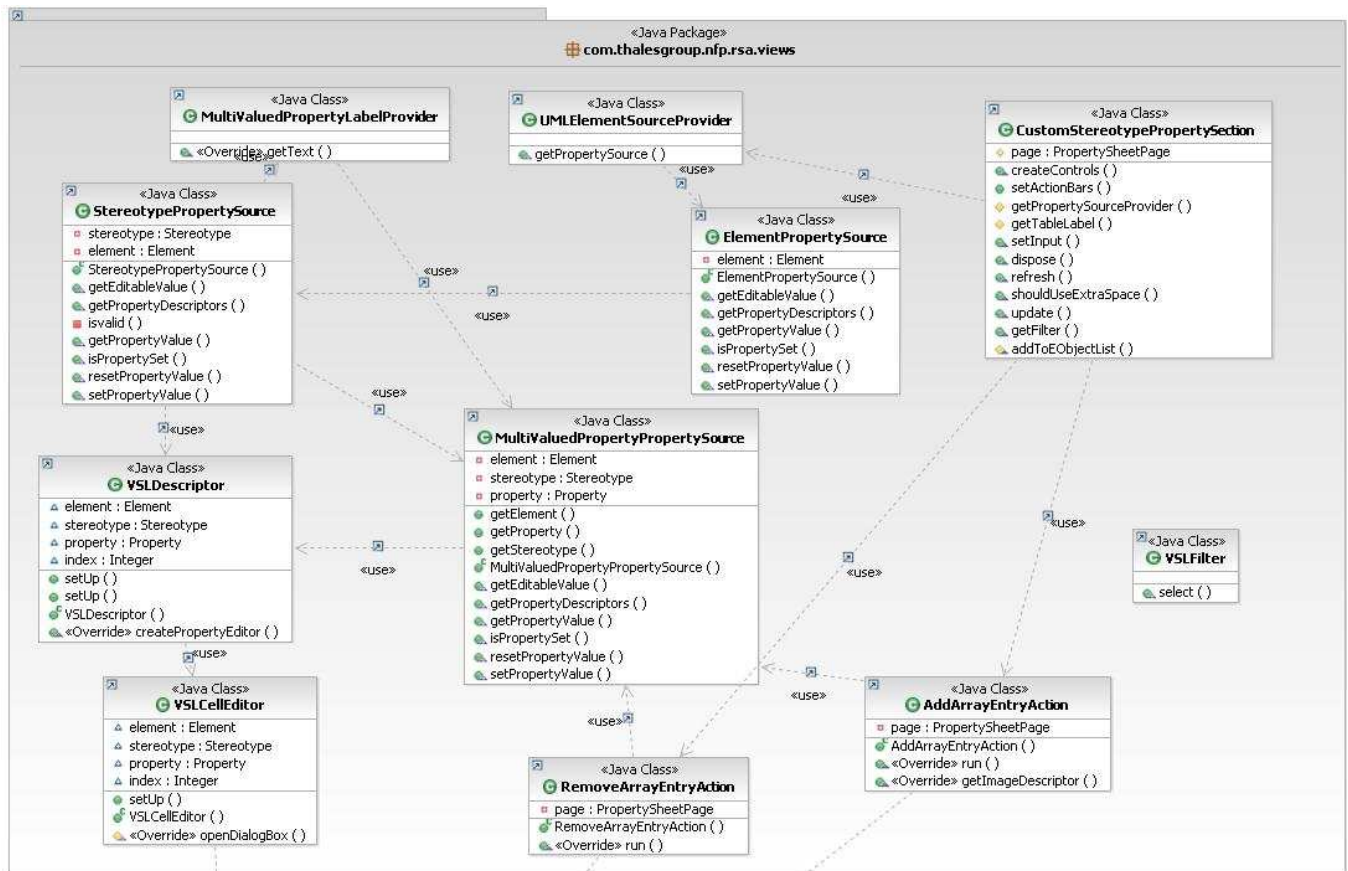 «Java Package»
com.thalesgroup.nfp.rsa.views
«Java Class»
MultiValuedPropertyLabelProvider
«Override» getText ( )
«use»
«Java Class»
UMLElementSourceProvider
getPropertySource ( )
«use»
«Java Class»
CustomStereotypePropertySection
page : PropertySheetPage
createControls ( )
setActionBars ( )
getPropertySourceProvider ( )
getTableLabel ( )
setInput ( )
dispose ( )
refresh ( )
shouldUseExtraSpace ( )
update ( )
getFilter ( )
addToEObjectList ( )
«use»
«Java Class»
StereotypePropertySource
stereotype : Stereotype
element : Element
StereotypePropertySource ( )
getEditableValue ( )
getPropertyDescriptors ( )
isvalid ( )
getPropertyValue ( )
isPropertySet ( )
resetPropertyValue ( )
setPropertyValue ( )
«use»
«use»
«Java Class»
ElementPropertySource
element : Element
ElementPropertySource ( )
getEditableValue ( )
getPropertyDescriptors ( )
getPropertyValue ( )
isPropertySet ( )
resetPropertyValue ( )
setPropertyValue ( )
«use»
«use»
«Java Class»
VSLDescriptor
element : Element
stereotype : Stereotype
property : Property
index : Integer
setUp ( )
setUp ( )
VSLDescriptor ( )
«Override» createPropertyEditor ( )
«use»
«Java Class»
MultiValuedPropertyPropertySource
element : Element
stereotype : Stereotype
property : Property
getElement ( )
getProperty ( )
getStereotype ( )
MultiValuedPropertyPropertySource ( )
getEditableValue ( )
getPropertyDescriptors ( )
getPropertyValue ( )
isPropertySet ( )
resetPropertyValue ( )
setPropertyValue ( )
«use»
«use»
«Java Class»
VSLFilter
select ( )
«use»
«Java Class»
VSLCellEditor
element : Element
stereotype : Stereotype
property : Property
index : Integer
setUp ( )
VSLCellEditor ( )
«Override» openDialogBox ( )
«use»
«use»
«Java Class»
AddArrayEntryAction
page : PropertySheetPage
AddArrayEntryAction ( )
«Override» run ( )
«Override» getImageDescriptor ( )
«Java Class»
RemoveArrayEntryAction
page : PropertySheetPage
RemoveArrayEntryAction ( )
«Override» run ( )